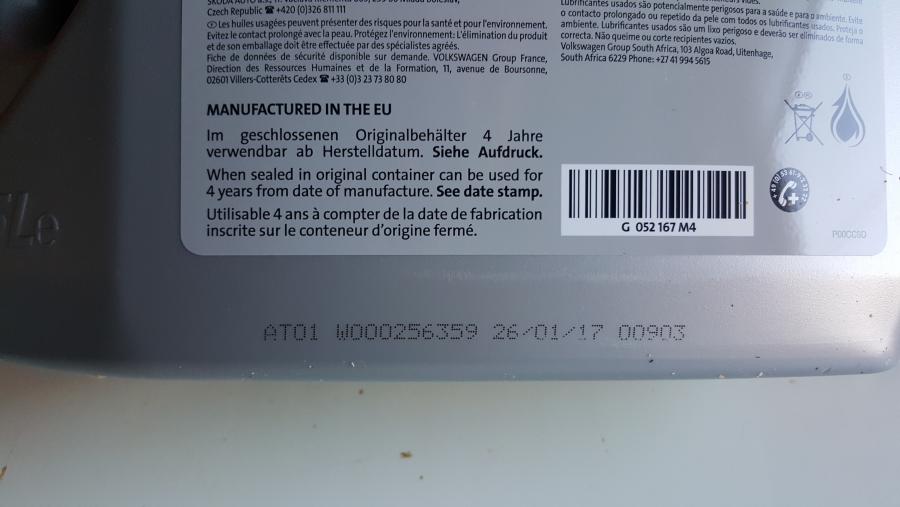 Czech Republic ☎ +420 (0)326 811 111
Les huiles usagées peuvent présenter des risques pour la santé et pour l'environnement.
Evitez le contact prolongé avec la peau. Protégez l'environnement: L'élimination du produit
et de son emballage doit être effectuée par des spécialistes agréés.
Fiche de données de sécurité disponible sur demande. VOLKSWAGEN Group France,
Direction des Ressources Humaines et de la Formation, 11, avenue de Boursonne,
02601 Villers-Cotterêts Cedex ☎ +33 (0)3 23 73 80 80
Lubrificantes usados são potencialmente perigosos para a saúde e para o ambiente. Evite
o contacto prolongado ou repetido da pele com todos os lubrificantes usados. Proteja o
ambiente. Lubrificantes usados são um lixo perigoso e deverão ser eliminados de forma
correcta. Não queime ou corte recipientes vazios.
Volkswagen Group South Africa, 103 Algoa Road, Uitenhage,
South Africa 6229 Phone: +27 41 994 5615
MANUFACTURED IN THE EU
Im geschlossenen Originalbehälter 4 Jahre
verwendbar ab Herstelldatum. Siehe Aufdruck.
When sealed in original container can be used for
4 years from date of manufacture. See date stamp.
Utilisable 4 ans à compter de la date de fabrication
inscrite sur le conteneur d'origine fermé.
G 052 167 M4
P00CCSO
AT01 W000256359 26/01/17 00903